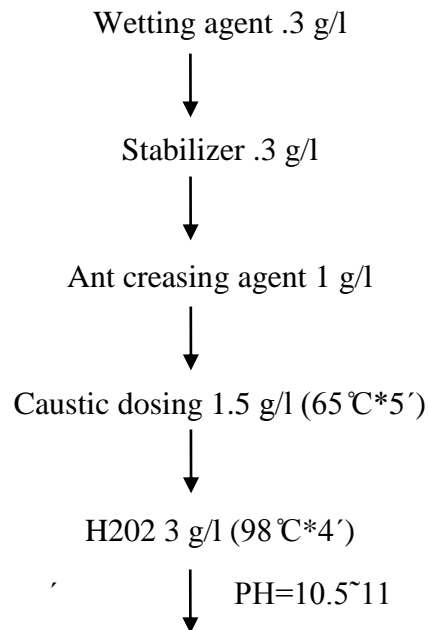 Wetting agent .3 g/l
Stabilizer .3 g/l
Ant creasing agent 1 g/l
Caustic dosing 1.5 g/l (65℃*5´)
H202 3 g/l (98℃*4´)
´ PH=10.5~11